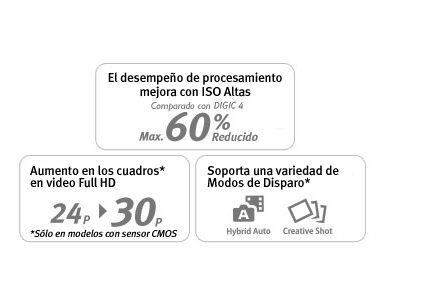 El desempeño de procesamiento
mejora con ISO Altas
Comparado con DIGIC 4
Max. 60% Reducido
Aumento en los cuadros*
en video Full HD
24P 30P
*Sólo en modelos con sensor CMOS
Soporta una variedad de
Modos de Disparo*
A
Hybrid Auto Creative Shot